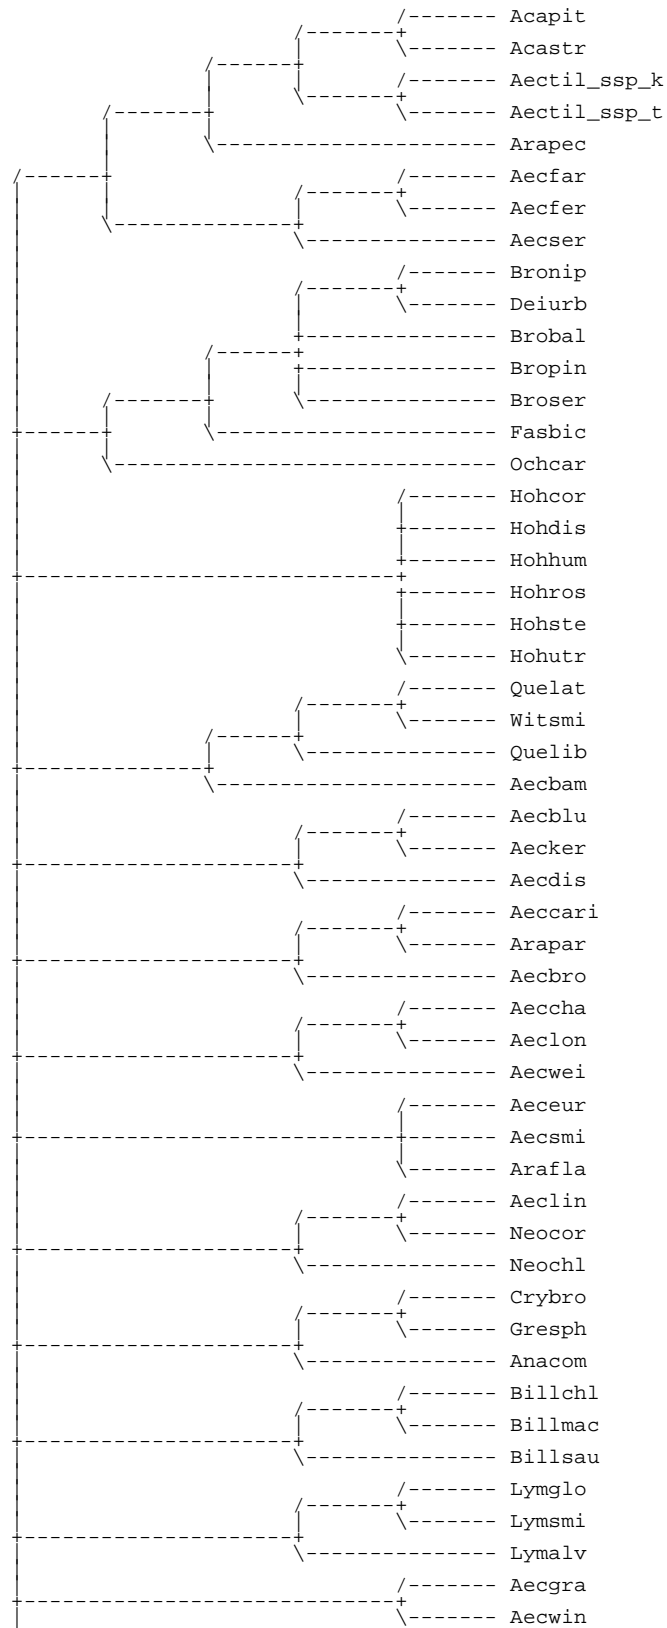 Acapit
Acastr
Aectil_ssp_k
Aectil_ssp_t
Arapec
Aecfar
Aecfer
Aecser
Bronip
Deiurb
Brobal
Bropin
Broser
Fasbic
Ochcar
Hohcor
Hohdis
Hohhum
Hohros
Hohste
Hohutr
Quelat
Witsmi
Quelib
Aecbam
Aecblu
Aecker
Aecdis
Aeccari
Arapar
Aecbro
Aeccha
Aeclon
Aecwei
Aeceur
Aecsmi
Arafla
Aeclin
Neocor
Neochl
Crybro
Gresph
Anacom
Billchl
Billmac
Billsau
Lymglo
Lymsmi
Lymalv
Aecgra
Aecwin